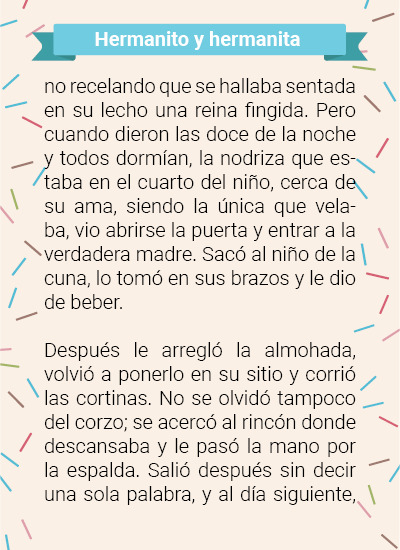 Hermanito y hermanita
no recelando que se hallaba sentada
en su lecho una reina fingida. Pero
cuando dieron las doce de la noche
y todos dormían, la nodriza que es-
taba en el cuarto del niño, cerca de
su ama, siendo la única que vela-
ba, vio abrirse la puerta y entrar a la
verdadera madre. Sacó al niño de la
cuna, lo tomó en sus brazos y le dio
de beber.
Después le arregló la almohada,
volvió a ponerlo en su sitio y corrió
las cortinas. No se olvidó tampoco
del corzo; se acercó al rincón donde
descansaba y le pasó la mano por
la espalda. Salió después sin decir
una sola palabra, y al día siguiente,